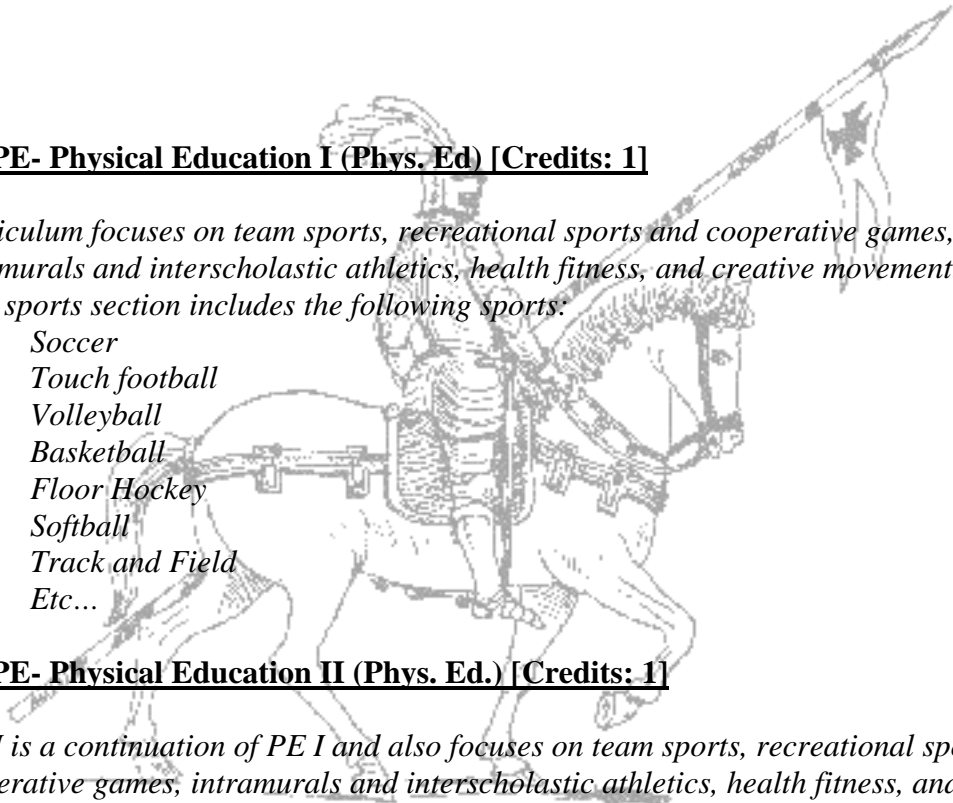 PE- Physical Education I (Phys. Ed) [Credits: 1]
iculum focuses on team sports, recreational sports and cooperative games,
murals and interscholastic athletics, health fitness, and creative movement
sports section includes the following sports:
Soccer
Touch football
Volleyball
Basketball
Floor Hockey
Softball
Track and Field
Etc…
PE- Physical Education II (Phys. Ed.) [Credits: 1]
I is a continuation of PE I and also focuses on team sports, recreational spo
erative games, intramurals and interscholastic athletics, health fitness, and